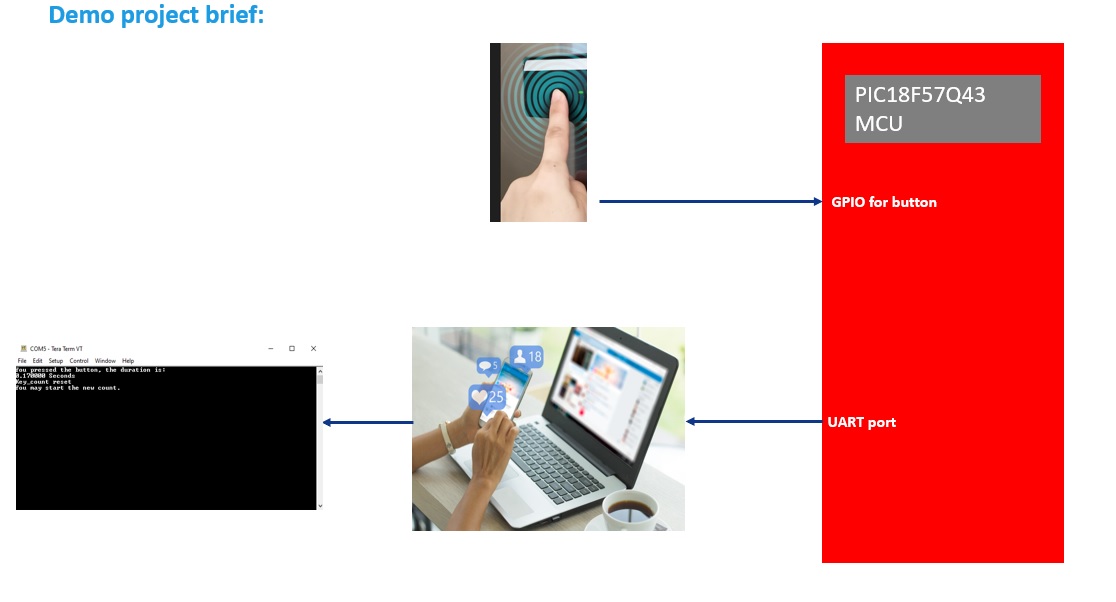 Demo project brief:
PIC18F57Q43
MCU
GPIO for button
5
18
25
COM5 - Tera Term VT
File Edit Setup Control Window Help
You pressed the button, the duration is:
0.170000 Seconds
Key_count reset
You may start the new count.
UART port